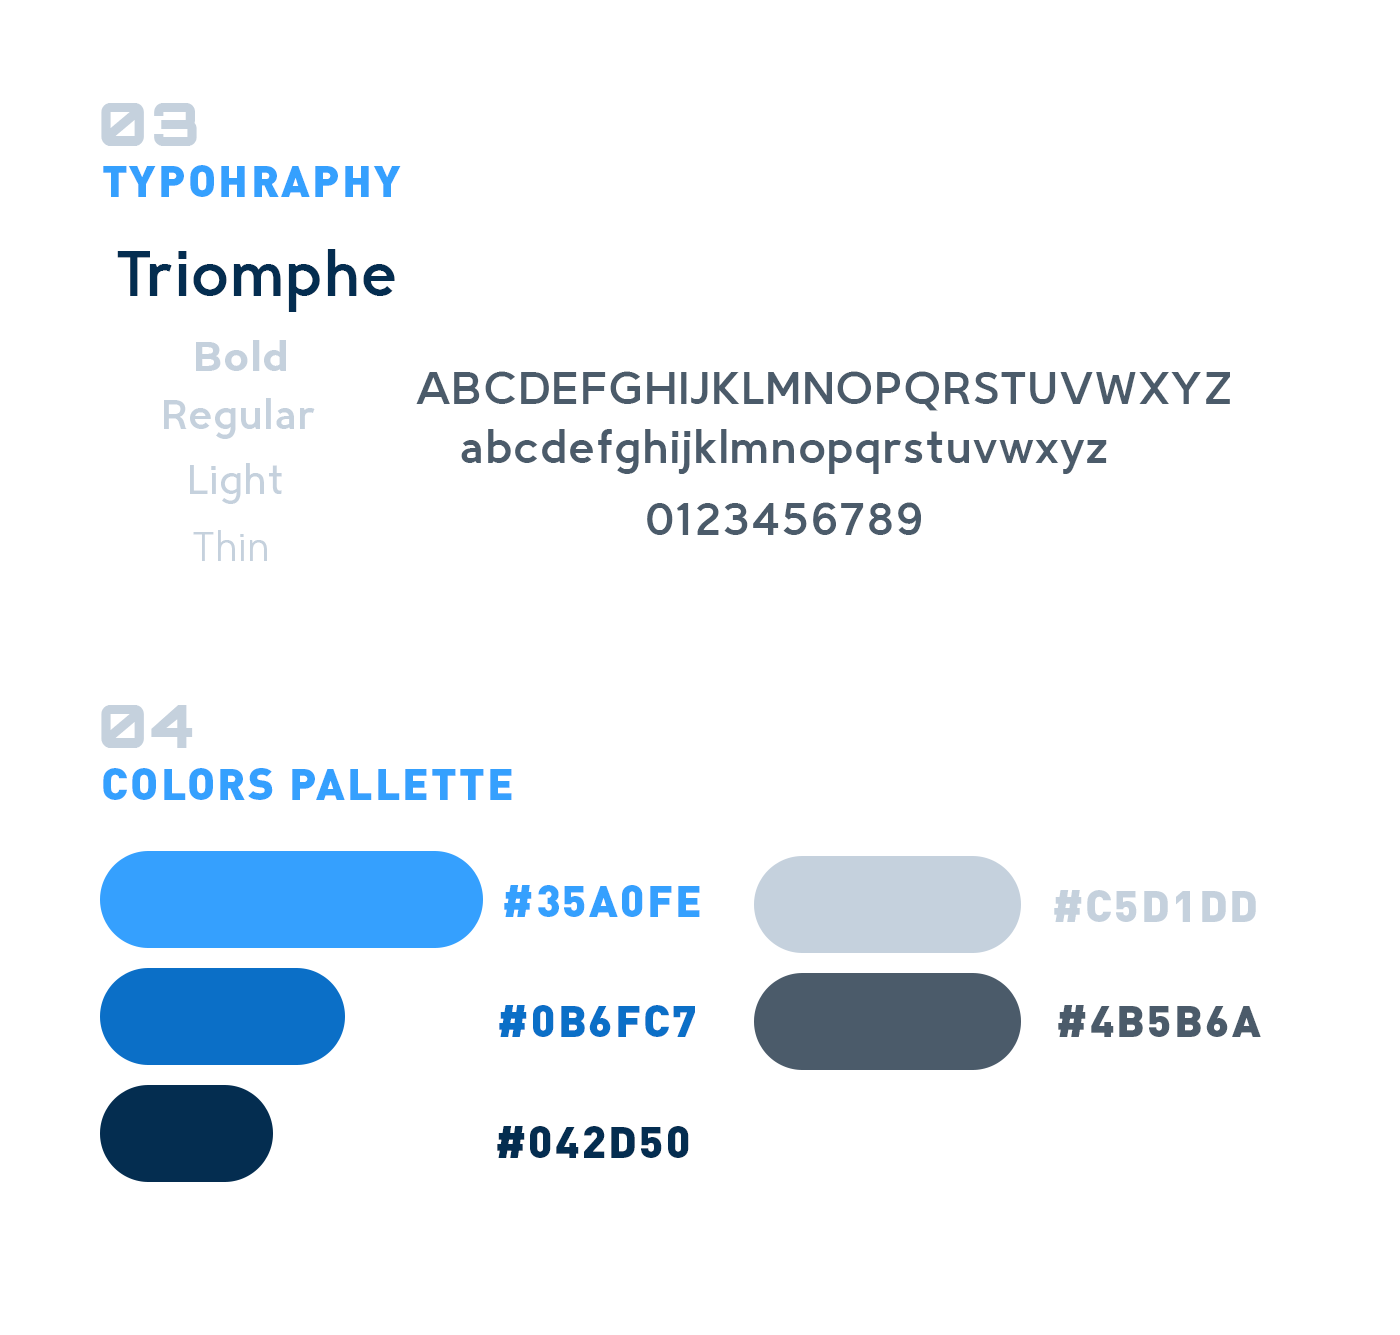 03
TYPOHRAPHY
Triomphe
Bold
Regular
Light
Thin
ABCDEFGHIJKLMNOPQRSTUVWXYZ
abcdefghijklmnopqrstuvwxyz
0123456789
04
COLORS PALLETTE
#35A0FE
#0B6FC7
#042D50
#C5D1DD
#4B5B6A